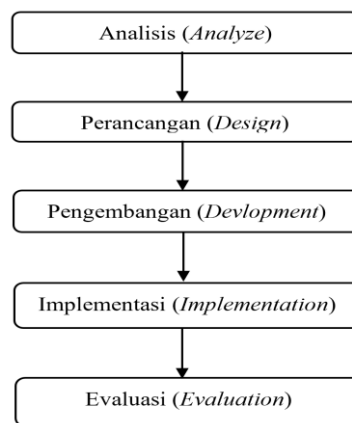 Analisis (Analyze)
Perancangan (Design)
Pengembangan (Devlopment)
Implementasi (Implementation)
Evaluasi (Evaluation)